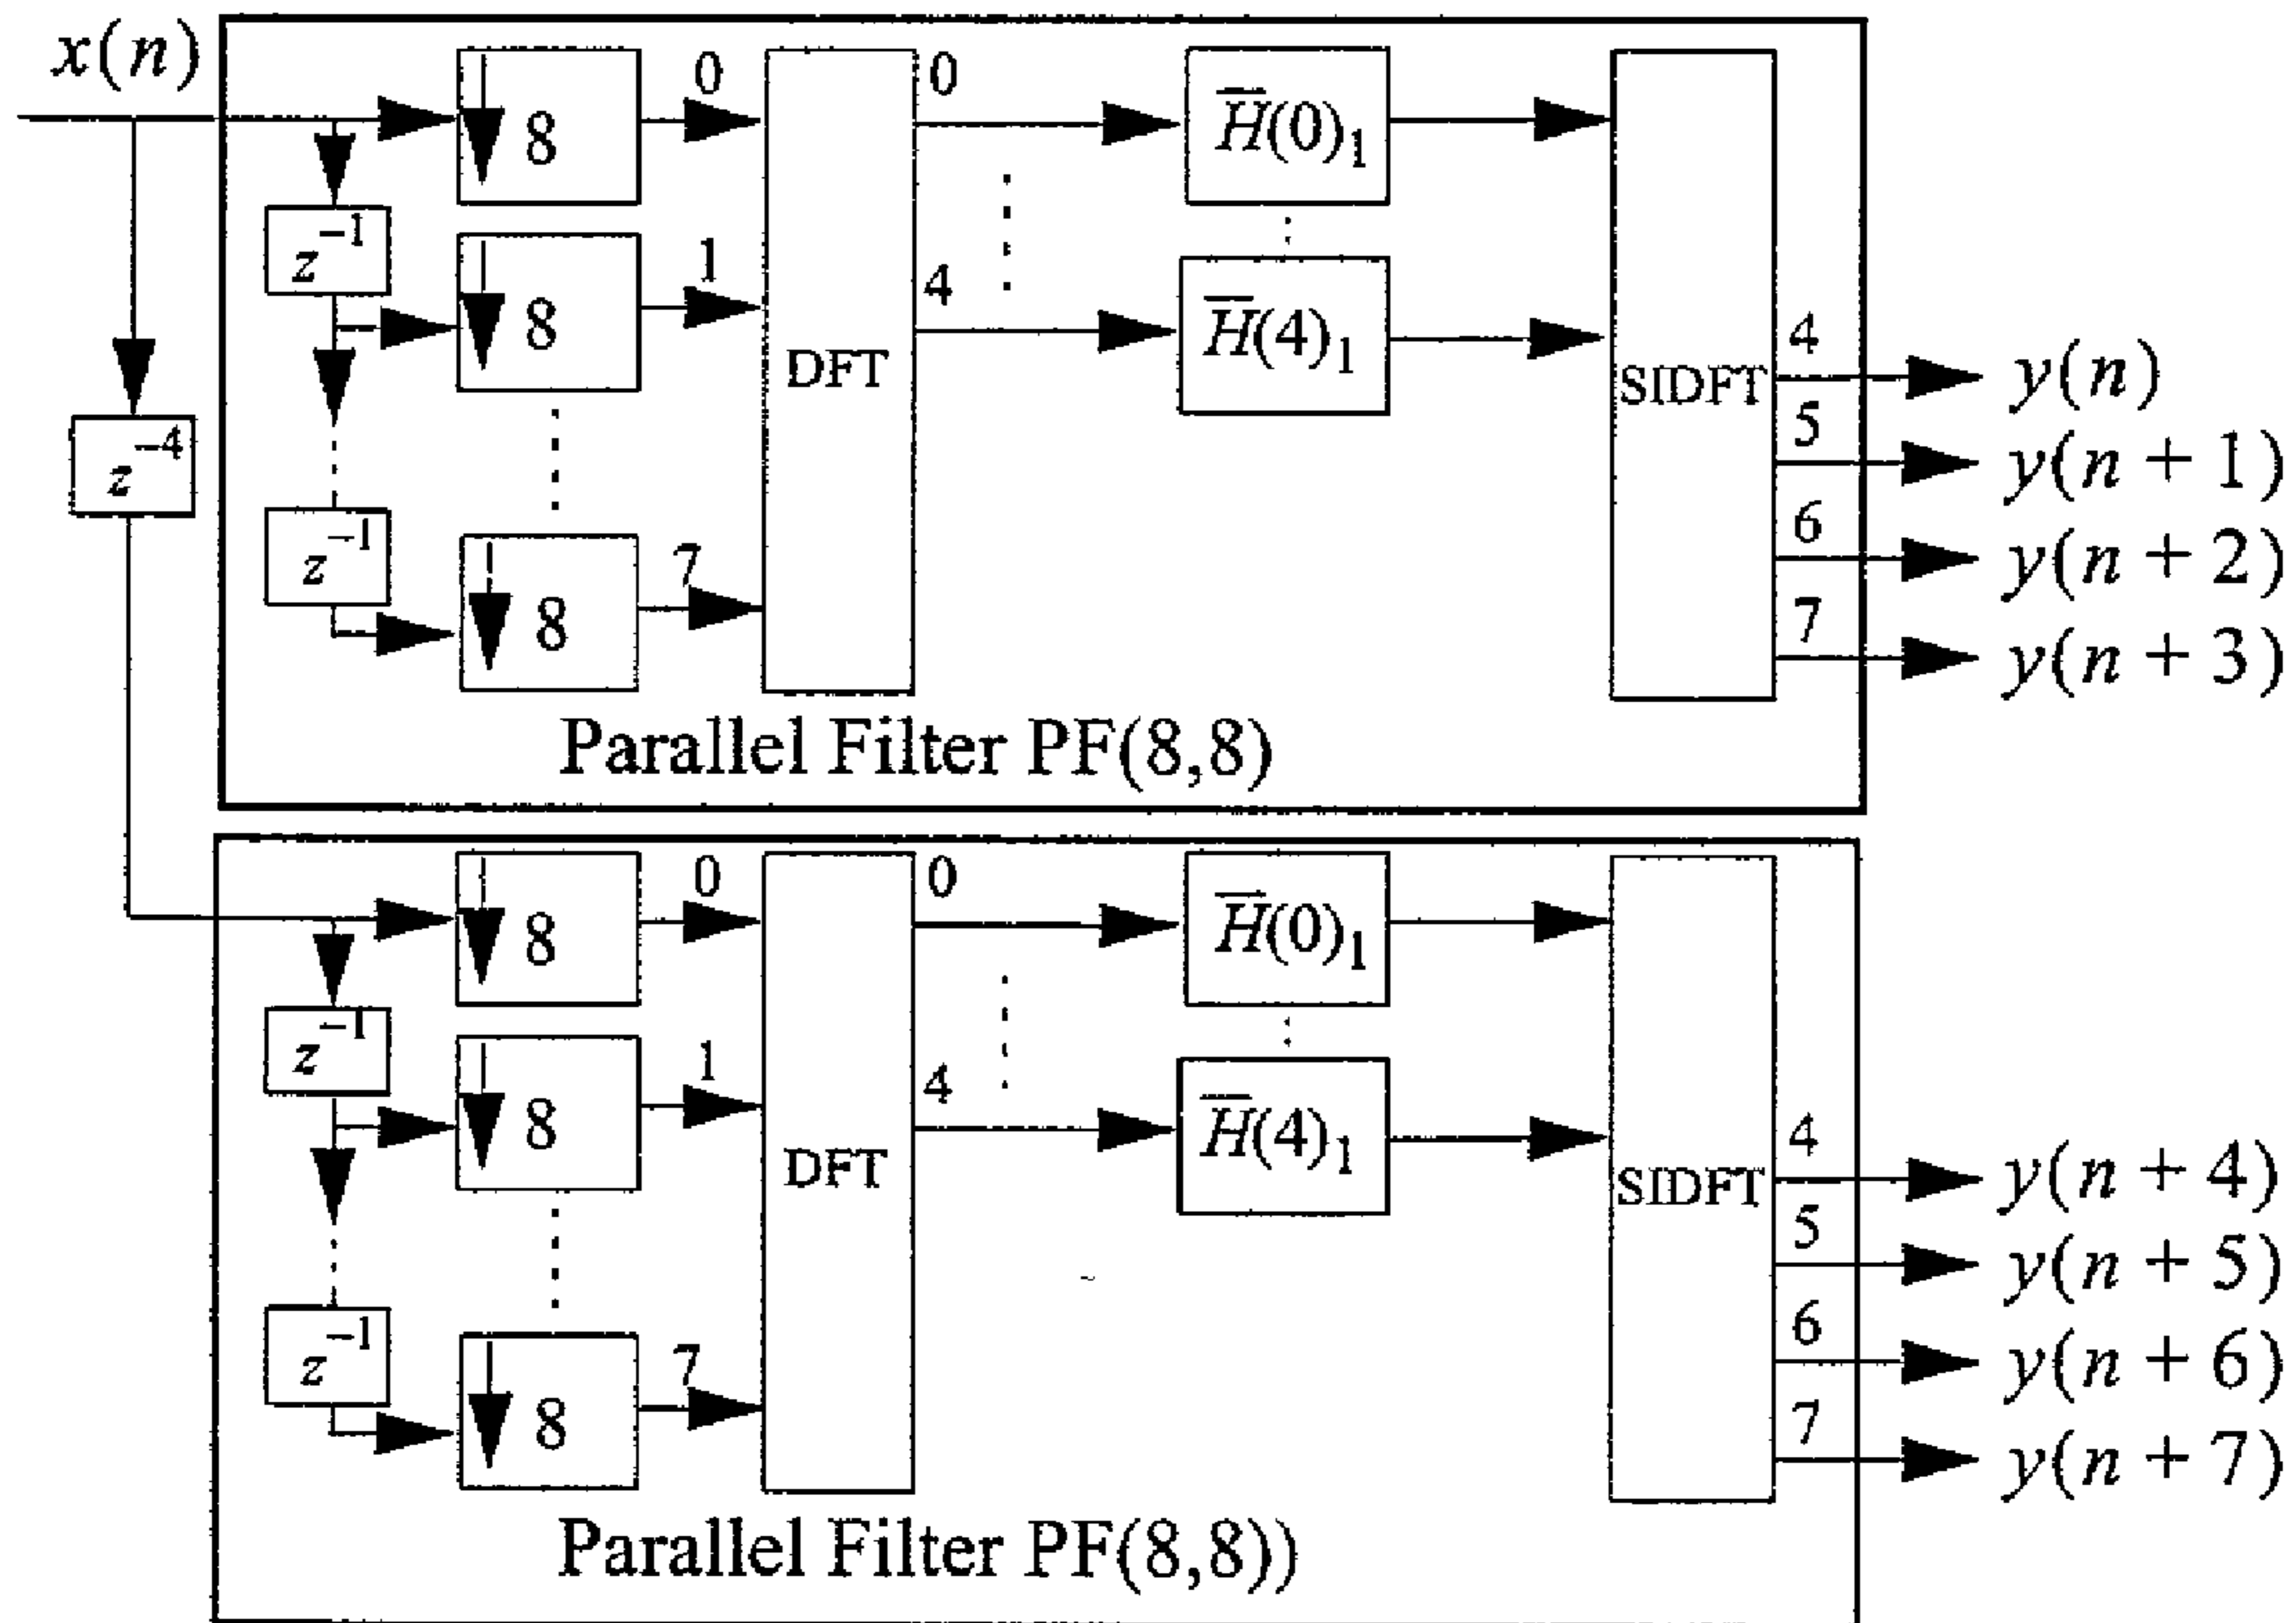 x(n)
8
0
DFT
0
H̅(0)₁
SIDFT
z⁻¹
8
1
4
H̅(4)₁
4
y(n)
z⁻⁴
5
y(n + 1)
z⁻¹
8
7
6
y(n + 2)
7
y(n + 3)
Parallel Filter PF(8,8)
8
0
DFT
0
H̅(0)₁
SIDFT
z⁻¹
8
1
4
H̅(4)₁
4
y(n + 4)
5
y(n + 5)
z⁻¹
8
7
6
y(n + 6)
7
y(n + 7)
Parallel Filter PF(8,8))